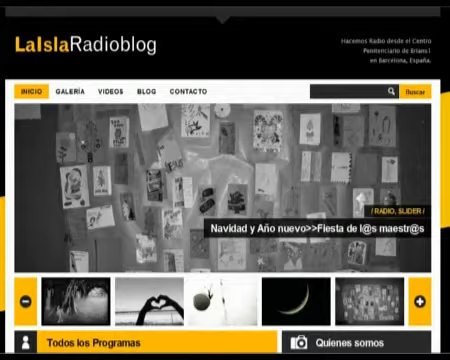 LaIslaRadioblog
Hacemos Radio desde el Centro
Penitenciario de Brians1
en Barcelona, España.
INICIO GALERÍA VIDEOS BLOG CONTACTO
Buscar
/ RADIO, SLIDER /
Navidad y Año nuevo>>Fiesta de l@s maestr@s
Todos los Programas
Quienes somos